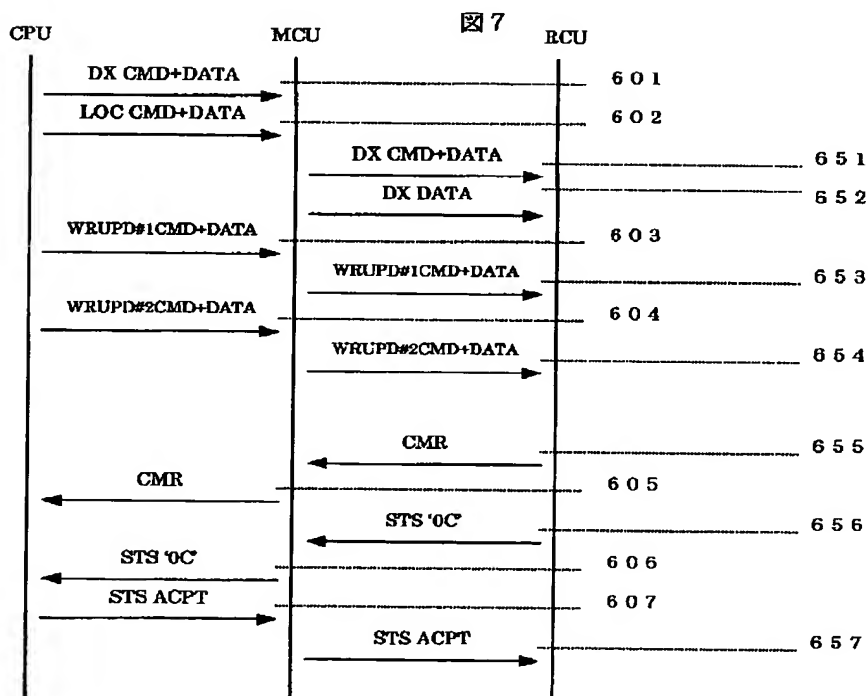 図7
CPU MCU RCU
DX CMD+DATA 601
LOC CMD+DATA 602
DX CMD+DATA 651
DX DATA 652
WRUPD#1CMD+DATA 603
WRUPD#1CMD+DATA 653
WRUPD#2CMD+DATA 604
WRUPD#2CMD+DATA 654
CMR 655
CMR 605
STS '0C' 656
STS '0C' 606
STS ACPT 607
STS ACPT 657